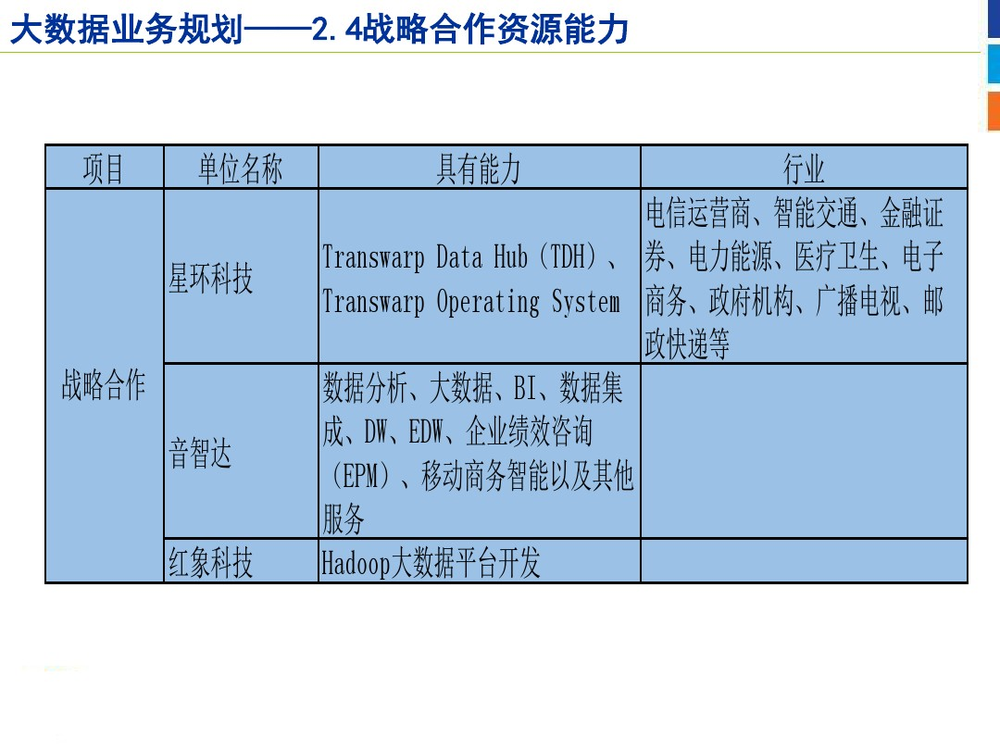 大数据业务规划——2.4战略合作资源能力
项目
单位名称
具有能力
行业
战略合作
星环科技
Transwarp Data Hub（TDH）、
Transwarp Operating System
电信运营商、智能交通、金融证
券、电力能源、医疗卫生、电子
商务、政府机构、广播电视、邮
政快递等
音智达
数据分析、大数据、BI、数据集
成、DW、EDW、企业绩效咨询
（EPM）、移动商务智能以及其他
服务
红象科技
Hadoop大数据平台开发